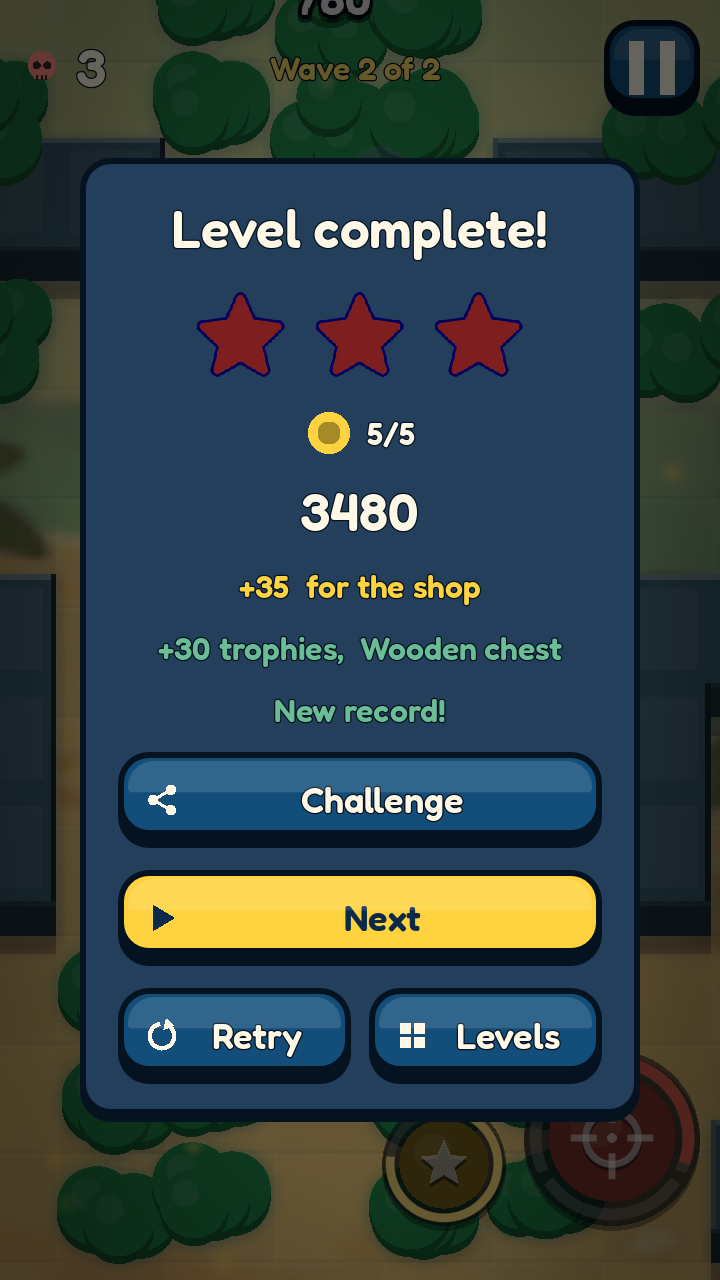 780
3
Wave 2 of 2
Level complete!
5/5
3480
+35 for the shop
+30 trophies, Wooden chest
New record!
Challenge
Next
Retry
Levels